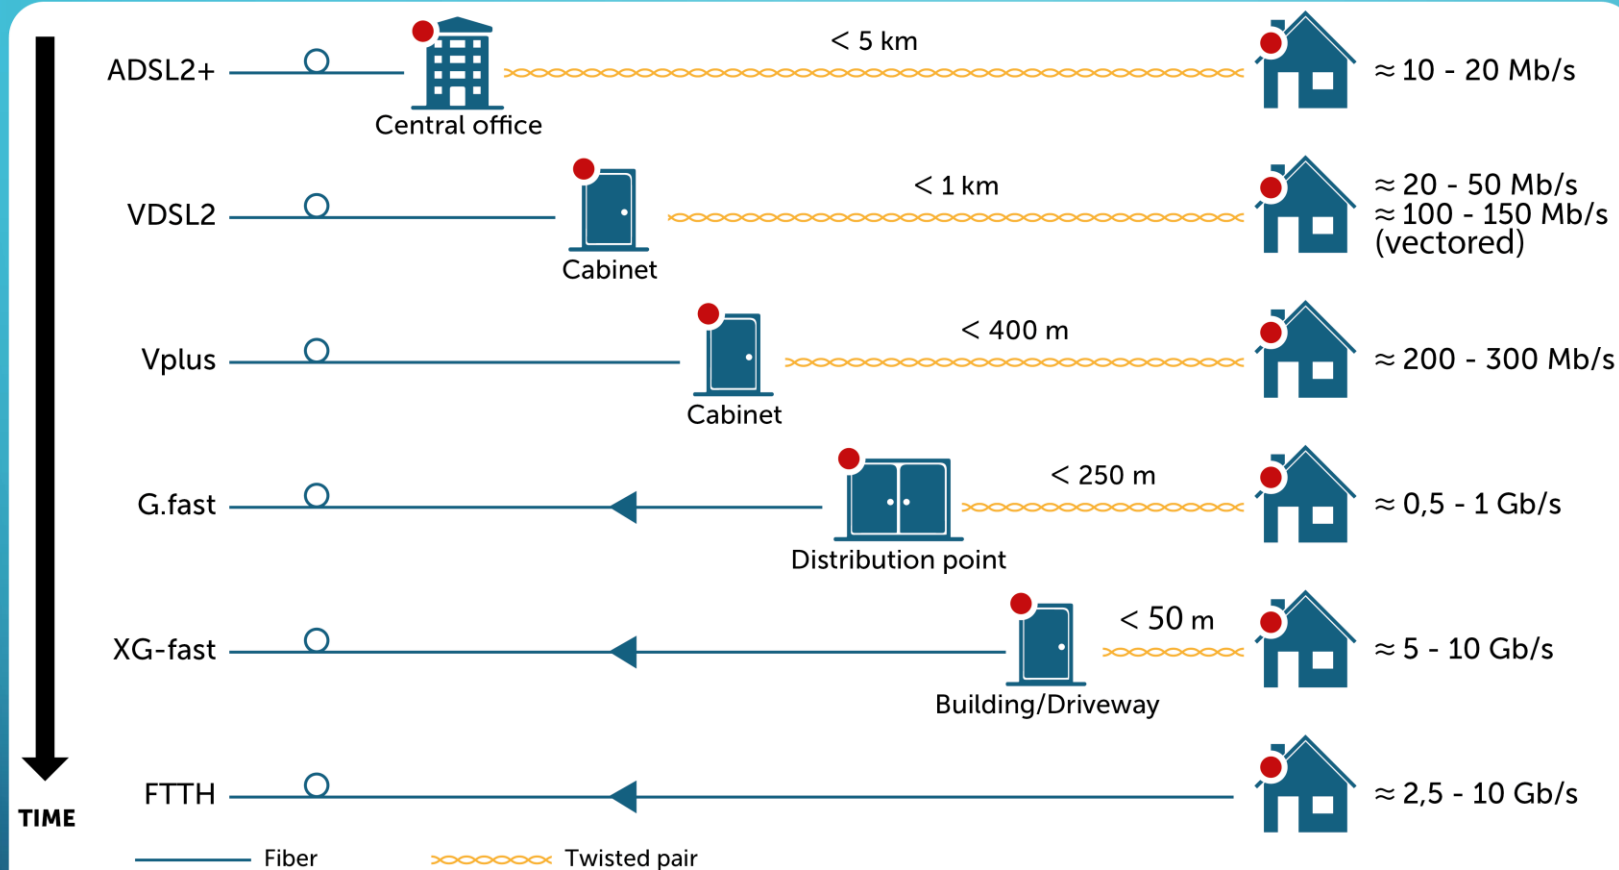 ADSL2+
Central office
< 5 km
≈ 10 - 20 Mb/s
VDSL2
Cabinet
< 1 km
≈ 20 - 50 Mb/s
≈ 100 - 150 Mb/s
(vectored)
Vplus
Cabinet
< 400 m
≈ 200 - 300 Mb/s
G.fast
Distribution point
< 250 m
≈ 0,5 - 1 Gb/s
XG-fast
Building/Driveway
< 50 m
≈ 5 - 10 Gb/s
FTTH
≈ 2,5 - 10 Gb/s
TIME
Fiber
Twisted pair